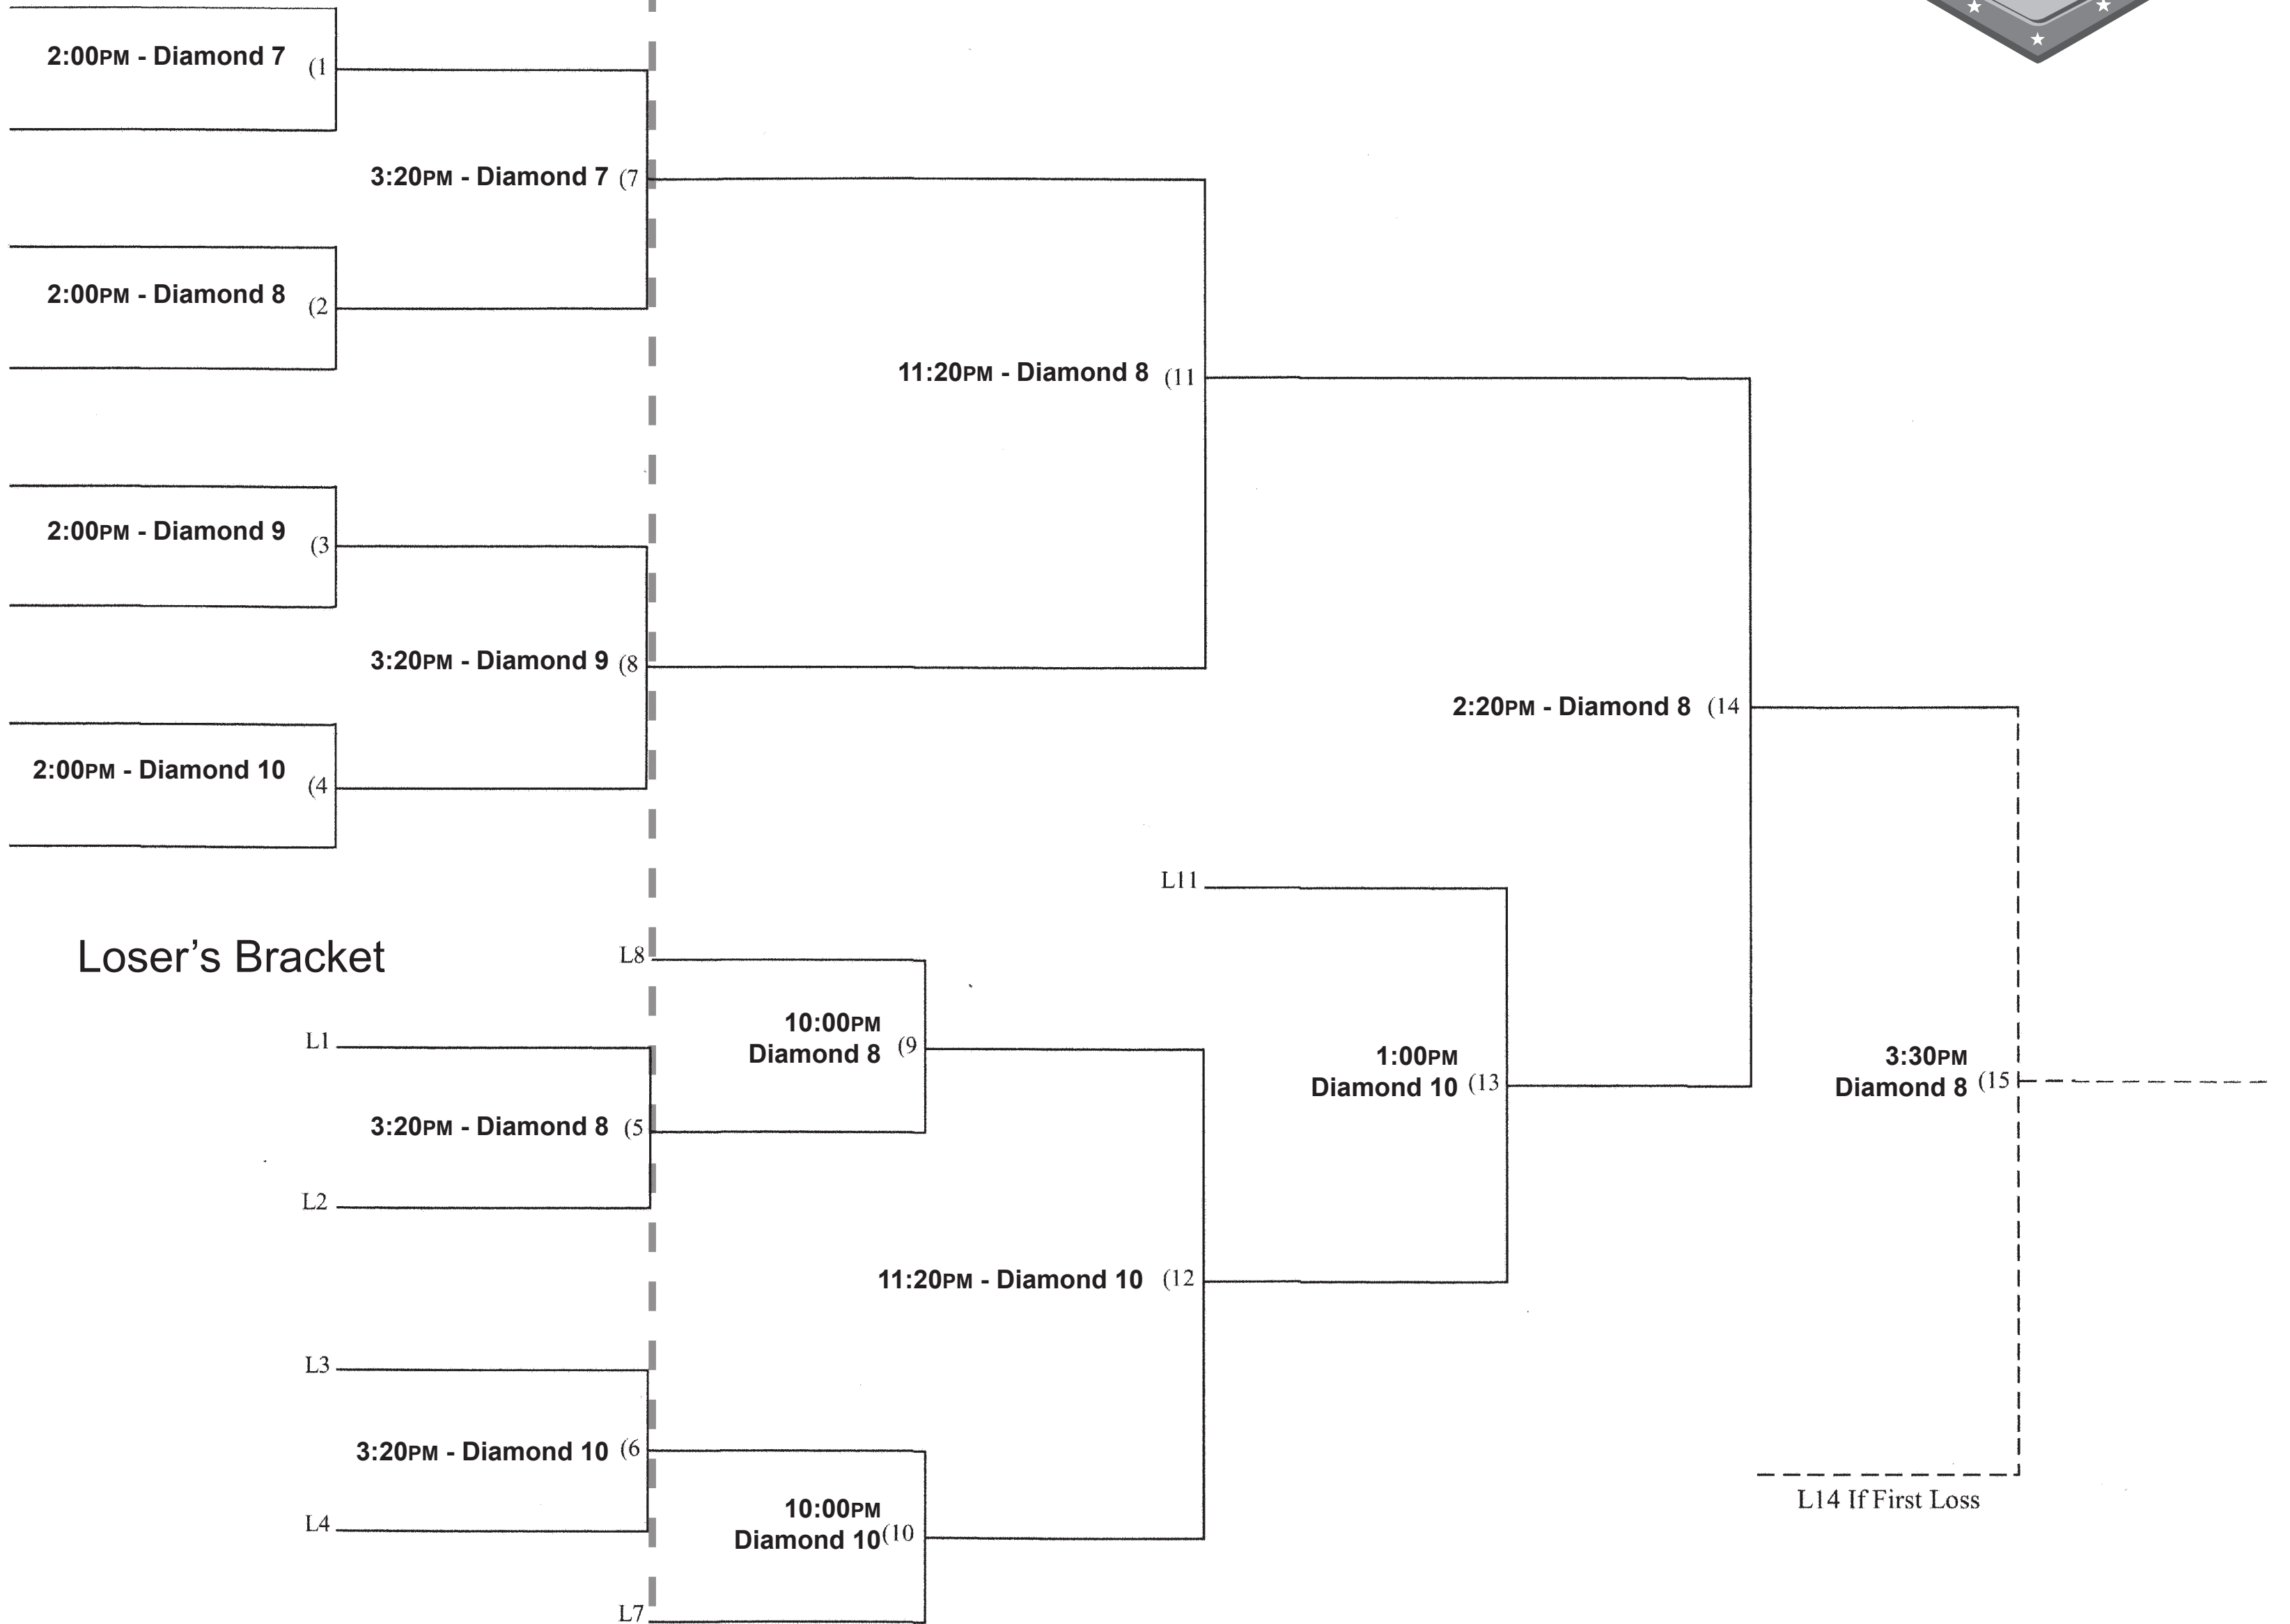 2:00PM - Diamond 7 (1
3:20PM - Diamond 7 (7
2:00PM - Diamond 8 (2
11:20PM - Diamond 8 (11
2:00PM - Diamond 9 (3
3:20PM - Diamond 9 (8
2:20PM - Diamond 8 (14
2:00PM - Diamond 10 (4
L11
Loser's Bracket
L8
10:00PM
Diamond 8 (9
L1
1:00PM
Diamond 10 (13
3:30PM
Diamond 8 (15
3:20PM - Diamond 8 (5
L2
11:20PM - Diamond 10 (12
L3
3:20PM - Diamond 10 (6
L4
10:00PM
Diamond 10 (10
L14 If First Loss
L7